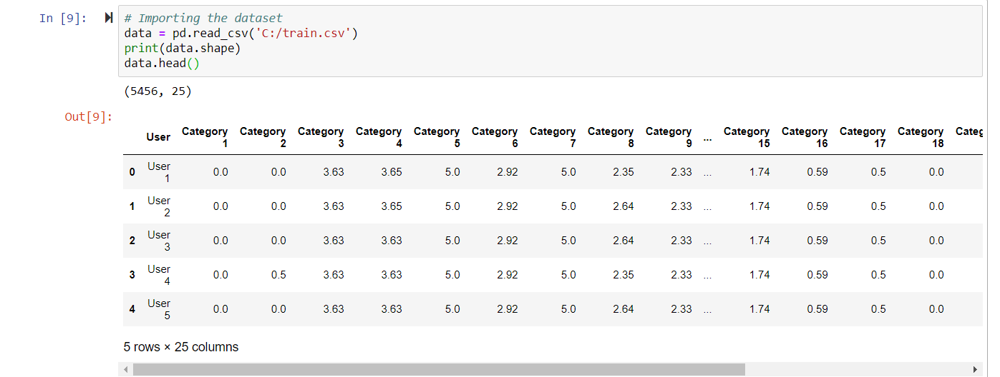 In [9]:
# Importing the dataset
data = pd.read_csv('C:/train.csv')
print(data.shape)
data.head()
(5456, 25)
Out[9]:
User Category 1 Category 2 Category 3 Category 4 Category 5 Category 6 Category 7 Category 8 Category 9 ... Category 15 Category 16 Category 17 Category 18 Categ
0 User 1 0.0 0.0 3.63 3.65 5.0 2.92 5.0 2.35 2.33 ... 1.74 0.59 0.5 0.0
1 User 2 0.0 0.0 3.63 3.65 5.0 2.92 5.0 2.64 2.33 ... 1.74 0.59 0.5 0.0
2 User 3 0.0 0.0 3.63 3.63 5.0 2.92 5.0 2.64 2.33 ... 1.74 0.59 0.5 0.0
3 User 4 0.0 0.5 3.63 3.63 5.0 2.92 5.0 2.35 2.33 ... 1.74 0.59 0.5 0.0
4 User 5 0.0 0.0 3.63 3.63 5.0 2.92 5.0 2.64 2.33 ... 1.74 0.59 0.5 0.0
5 rows × 25 columns